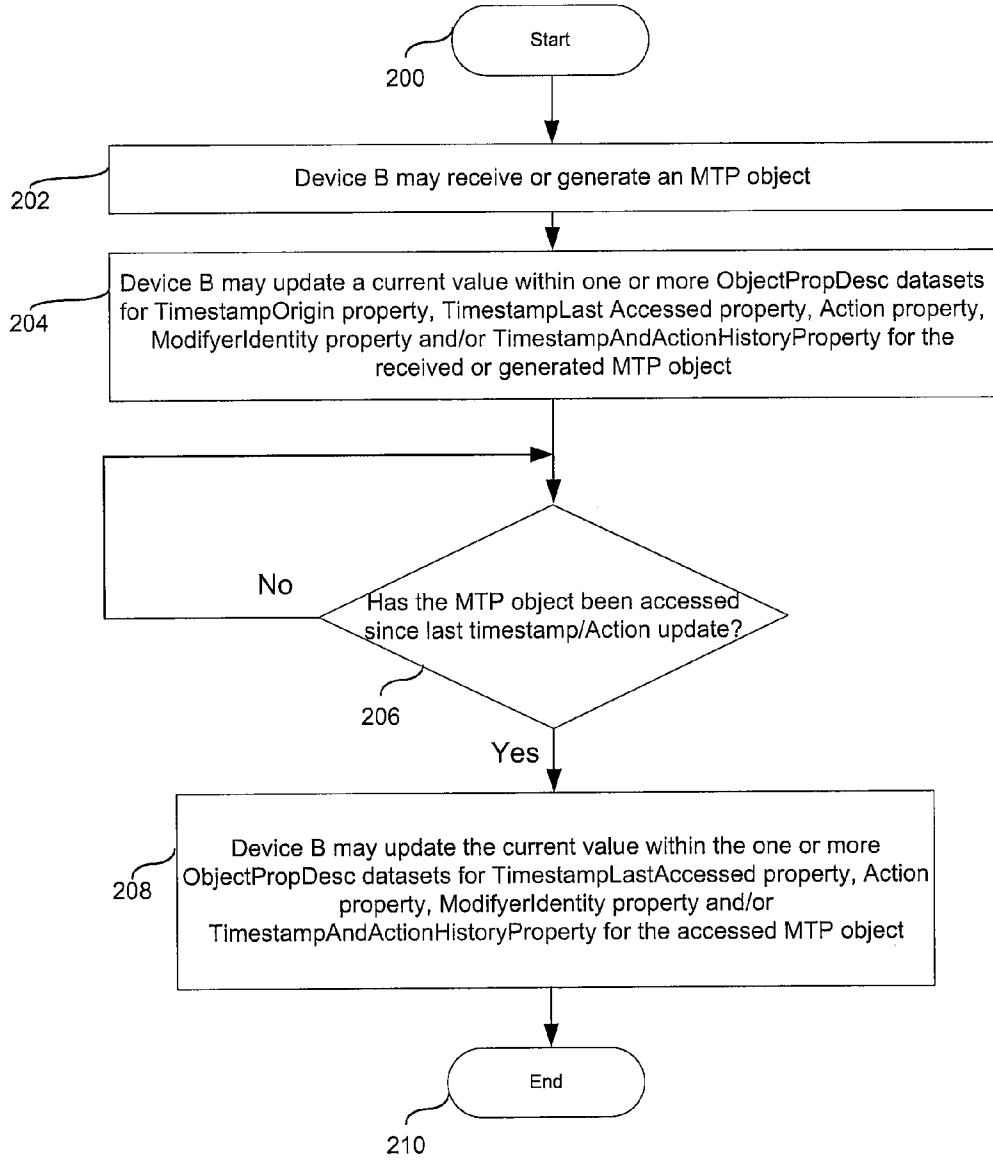 Start
200
Device B may receive or generate an MTP object
202
Device B may update a current value within one or more ObjectPropDesc datasets
for TimestampOrigin property, TimestampLast Accessed property, Action property,
ModifyerIdentity property and/or TimestampAndActionHistoryProperty for the
received or generated MTP object
204
No
Has the MTP object been accessed
since last timestamp/Action update?
206
Yes
Device B may update the current value within the one or more
ObjectPropDesc datasets for TimestampLastAccessed property, Action
property, ModifyerIdentity property and/or
TimestampAndActionHistoryProperty for the accessed MTP object
208
End
210